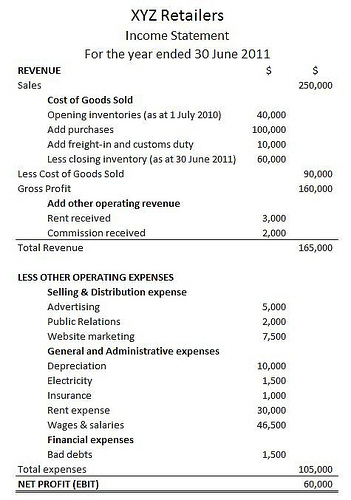 XYZ Retailers
Income Statement
For the year ended 30 June 2011
REVENUE $ $
Sales 250,000
Cost of Goods Sold
Opening inventories (as at 1 July 2010) 40,000
Add purchases 100,000
Add freight-in and customs duty 10,000
Less closing inventory (as at 30 June 2011) 60,000
Less Cost of Goods Sold 90,000
Gross Profit 160,000
Add other operating revenue
Rent received 3,000
Commission received 2,000
Total Revenue 165,000
LESS OTHER OPERATING EXPENSES
Selling & Distribution expense
Advertising 5,000
Public Relations 2,000
Website marketing 7,500
General and Administrative expenses
Depreciation 10,000
Electricity 1,500
Insurance 1,000
Rent expense 30,000
Wages & salaries 46,500
Financial expenses
Bad debts 1,500
Total expenses 105,000
NET PROFIT (EBIT) 60,000